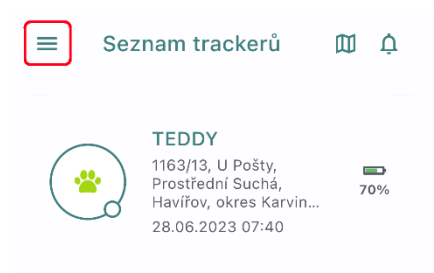 Seznam trackerů
TEDDY
1163/13, U Pošty,
Prostřední Suchá,
Havířov, okres Karvin...
70%
28.06.2023 07:40